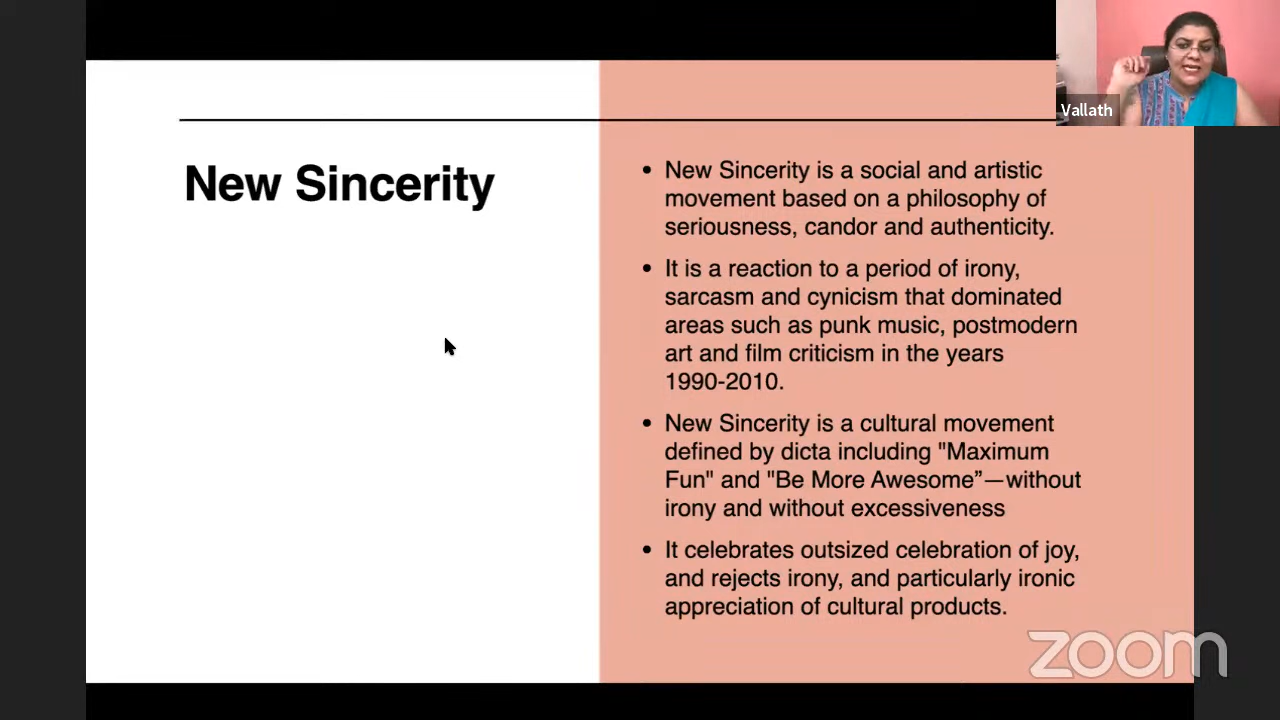 Vallath
New Sincerity
• New Sincerity is a social and artistic
movement based on a philosophy of
seriousness, candor and authenticity.
• It is a reaction to a period of irony,
sarcasm and cynicism that dominated
areas such as punk music, postmodern
art and film criticism in the years
1990-2010.
• New Sincerity is a cultural movement
defined by dicta including "Maximum
Fun" and "Be More Awesome”—without
irony and without excessiveness
• It celebrates outsized celebration of joy,
and rejects irony, and particularly ironic
appreciation of cultural products.
zoom